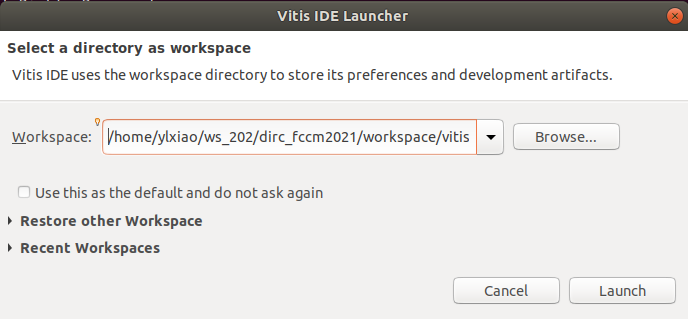 Vitis IDE Launcher
Select a directory as workspace
Vitis IDE uses the workspace directory to store its preferences and development artifacts.
Workspace: /home/ylxiao/ws_202/dirc_fccm2021/workspace/vitis Browse...
Use this as the default and do not ask again
Restore other Workspace
Recent Workspaces
Cancel Launch